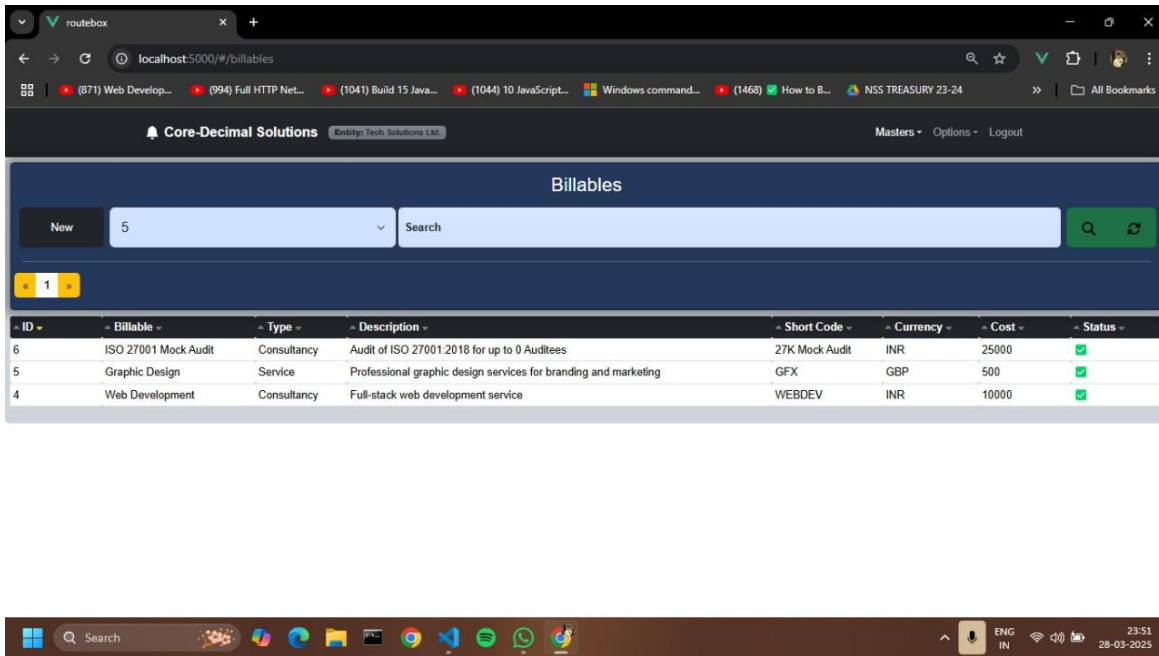 routebox
localhost:5000/#/billables
(871) Web Develop... (994) Full HTTP Net... (1041) Build 15 Java... (1044) 10 JavaScript... Windows command... (1468) ✅ How to B... NSS TREASURY 23-24 » All Bookmarks
Core-Decimal Solutions Entity: Tech Solutions Ltd. Masters Options Logout
Billables
New 5 Search
« 1 »
ID Billable Type Description Short Code Currency Cost Status
6 ISO 27001 Mock Audit Consultancy Audit of ISO 27001:2018 for up to 0 Auditees 27K Mock Audit INR 25000 ✅
5 Graphic Design Service Professional graphic design services for branding and marketing GFX GBP 500 ✅
4 Web Development Consultancy Full-stack web development service WEBDEV INR 10000 ✅
Search ENG 23:51
IN 28-03-2025